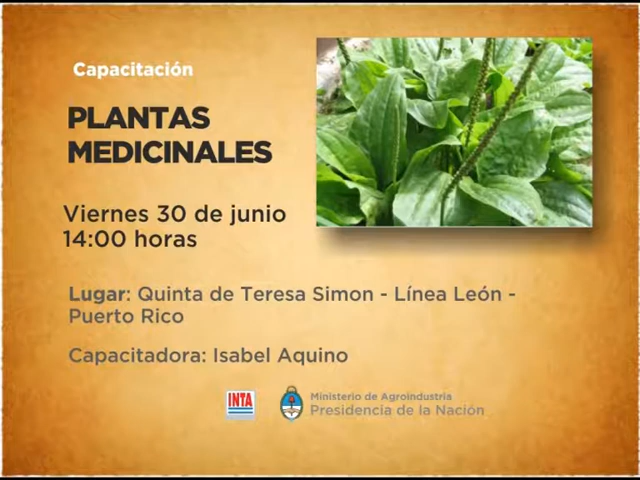 Capacitación
PLANTAS
MEDICINALES
Viernes 30 de junio
14:00 horas
Lugar: Quinta de Teresa Simon - Línea León -
Puerto Rico
Capacitadora: Isabel Aquino
INTA
Ministerio de Agroindustria
Presidencia de la Nación